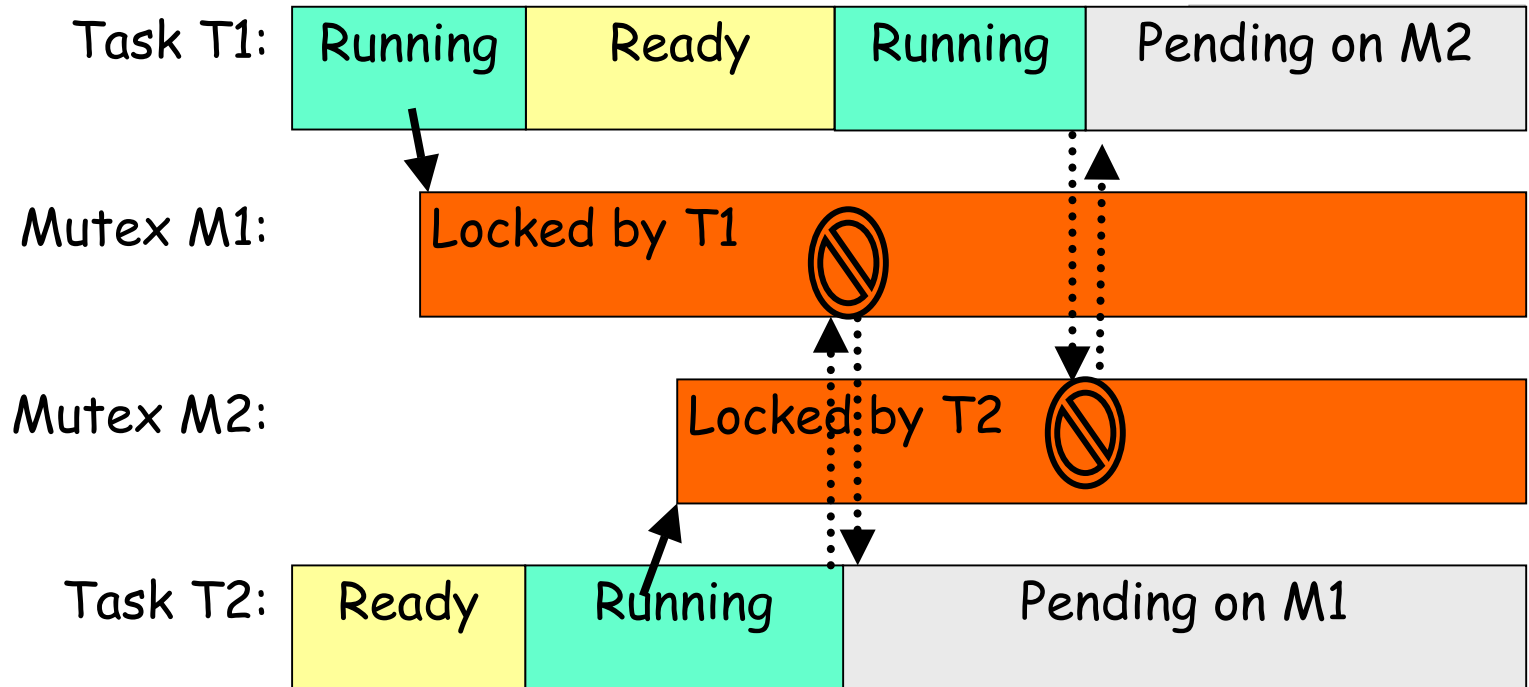 Task T1: Running Ready Running Pending on M2
Mutex M1: Locked by T1
Mutex M2: Locked by T2
Task T2: Ready Running Pending on M1